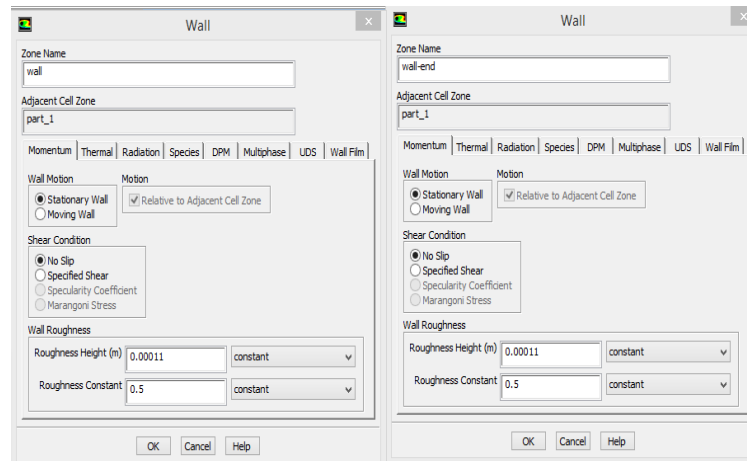 Wall
Zone Name
wall
Adjacent Cell Zone
part_1
Momentum Thermal Radiation Species DPM Multiphase UDS Wall Film
Wall Motion Motion
Stationary Wall Relative to Adjacent Cell Zone
Moving Wall
Shear Condition
No Slip
Specified Shear
Specularity Coefficient
Marangoni Stress
Wall Roughness
Roughness Height (m) 0.00011 constant
Roughness Constant 0.5 constant
OK Cancel Help
Wall
Zone Name
wall-end
Adjacent Cell Zone
part_1
Momentum Thermal Radiation Species DPM Multiphase UDS Wall Film
Wall Motion Motion
Stationary Wall Relative to Adjacent Cell Zone
Moving Wall
Shear Condition
No Slip
Specified Shear
Specularity Coefficient
Marangoni Stress
Wall Roughness
Roughness Height (m) 0.00011 constant
Roughness Constant 0.5 constant
OK Cancel Help